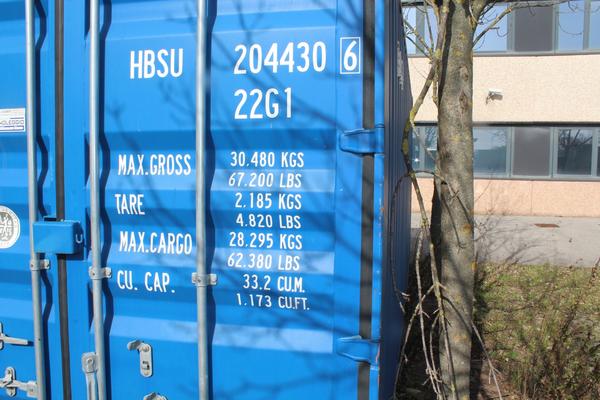 HBSU 204430 6
22G1
MAX.GROSS 30.480 KGS
67.200 LBS
TARE 2.185 KGS
4.820 LBS
MAX.CARGO 28.295 KGS
62.380 LBS
CU. CAP. 33.2 CU.M.
1.173 CU.FT.